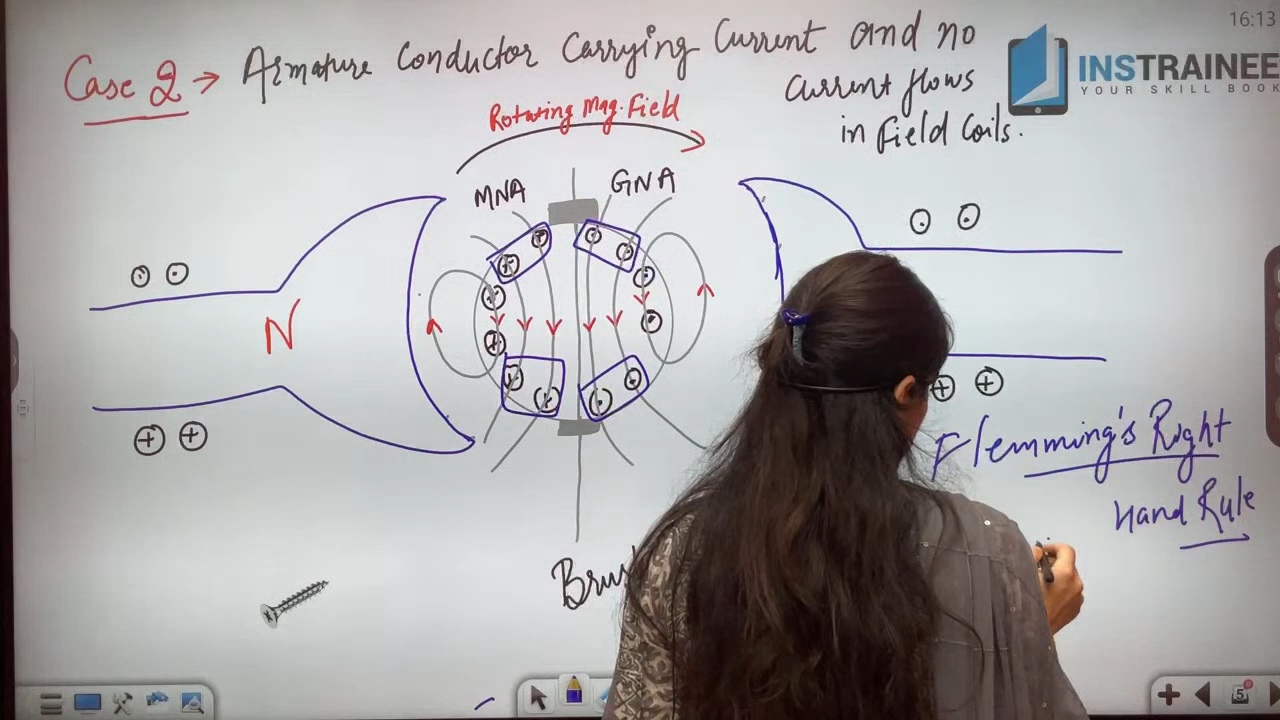 16:13
Case 2 → Armature Conductor Carrying Current and no
Current flows
in field Coils.
INSTRAINEE
YOUR SKILL BOOK
Rotating Mag. Field
MNA
GNA
N
Flemming's Right
hand Rule
5